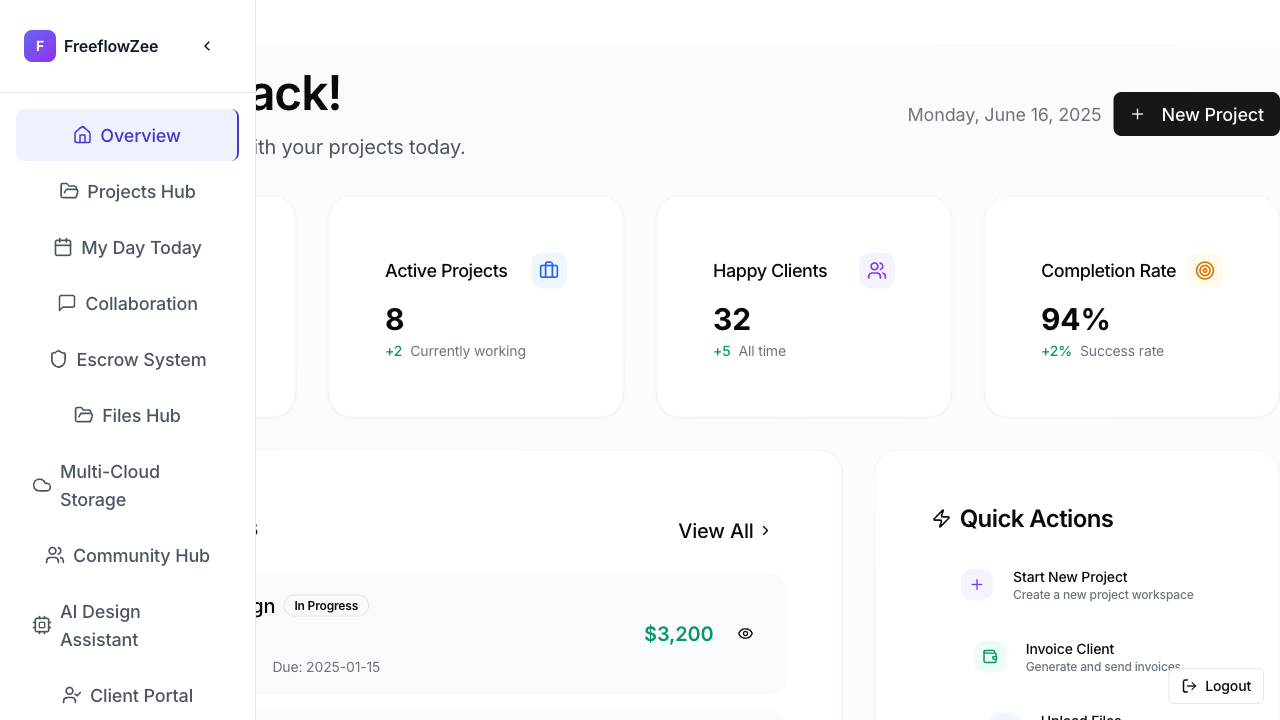 F
FreeflowZee
Overview
Projects Hub
My Day Today
Collaboration
Escrow System
Files Hub
Multi-Cloud
Storage
Community Hub
AI Design
Assistant
Client Portal
ack!
ith your projects today.
Monday, June 16, 2025
New Project
Active Projects
8
+2 Currently working
Happy Clients
32
+5 All time
Completion Rate
94%
+2% Success rate
View All
gn
In Progress
$3,200
Due: 2025-01-15
Quick Actions
Start New Project
Create a new project workspace
Invoice Client
Generate and send invoices
Upload Files
Logout